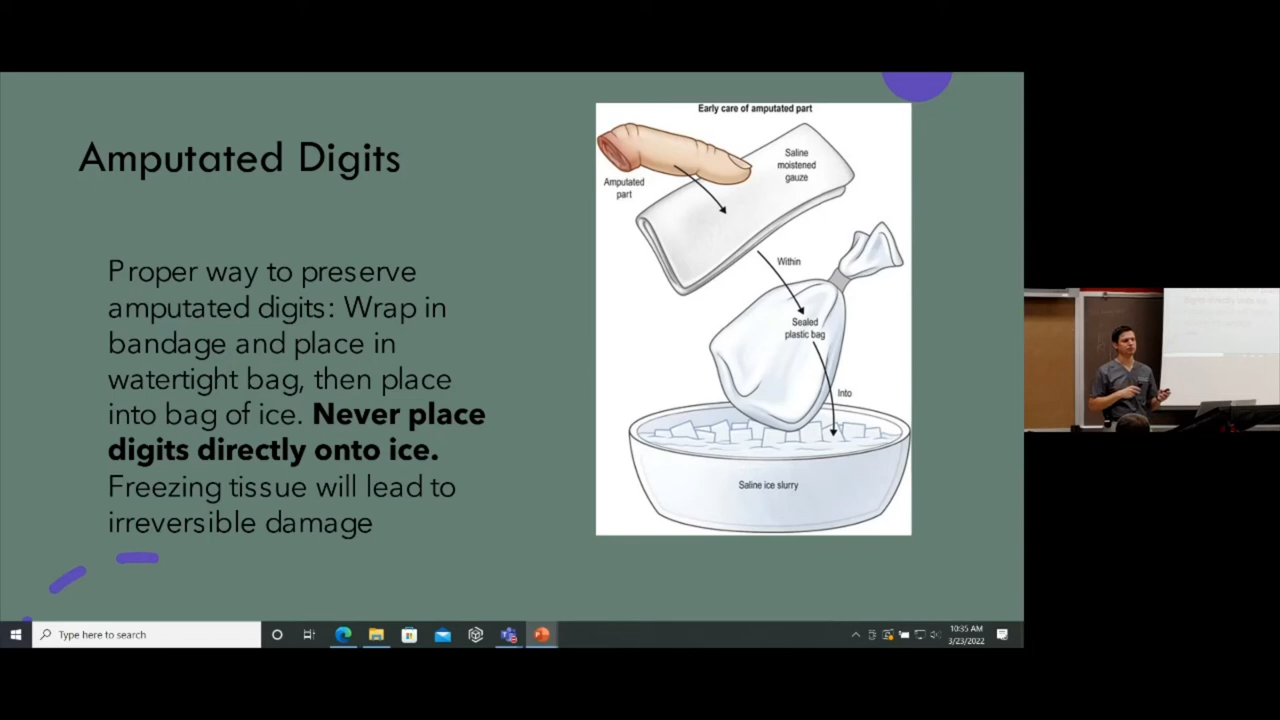 Amputated Digits
Proper way to preserve
amputated digits: Wrap in
bandage and place in
watertight bag, then place
into bag of ice. Never place
digits directly onto ice.
Freezing tissue will lead to
irreversible damage
Early care of amputated part
Saline
moistened
gauze
Amputated
part
Within
Sealed
plastic bag
Into
Saline ice slurry
Type here to search
10:35 AM
3/23/2022